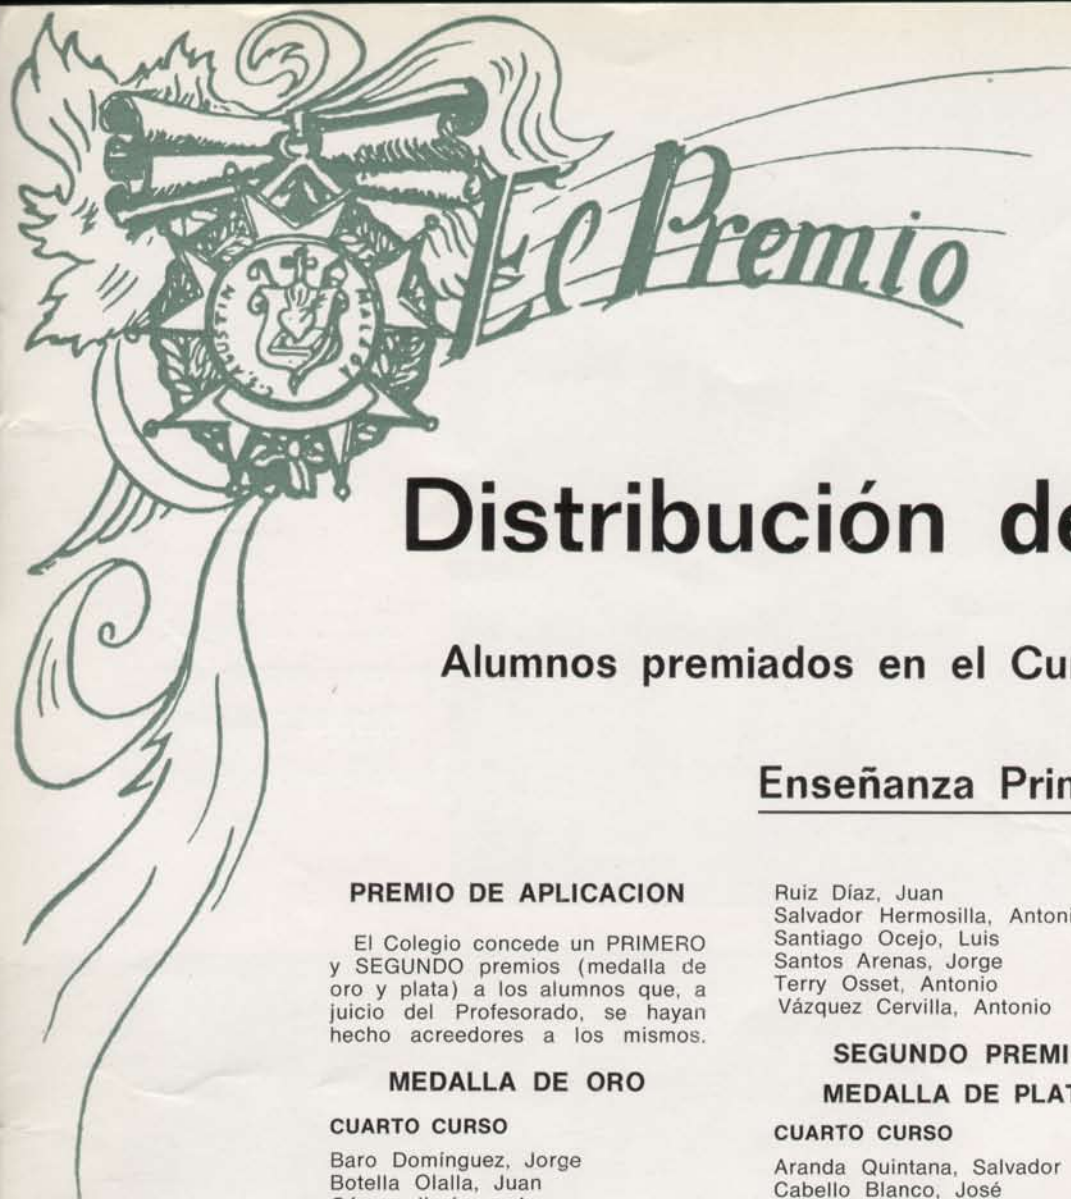 El Premio
SAN AGUSTIN
MALAGA
Distribución de
Alumnos premiados en el Cu
Enseñanza Prim
PREMIO DE APLICACION
El Colegio concede un PRIMERO
y SEGUNDO premios (medalla de
oro y plata) a los alumnos que, a
juicio del Profesorado, se hayan
hecho acreedores a los mismos.
MEDALLA DE ORO
CUARTO CURSO
Baro Domínguez, Jorge
Botella Olalla, Juan
Ruiz Díaz, Juan
Salvador Hermosilla, Antoni
Santiago Ocejo, Luis
Santos Arenas, Jorge
Terry Osset, Antonio
Vázquez Cervilla, Antonio
SEGUNDO PREMI
MEDALLA DE PLAT
CUARTO CURSO
Aranda Quintana, Salvador
Cabello Blanco, José